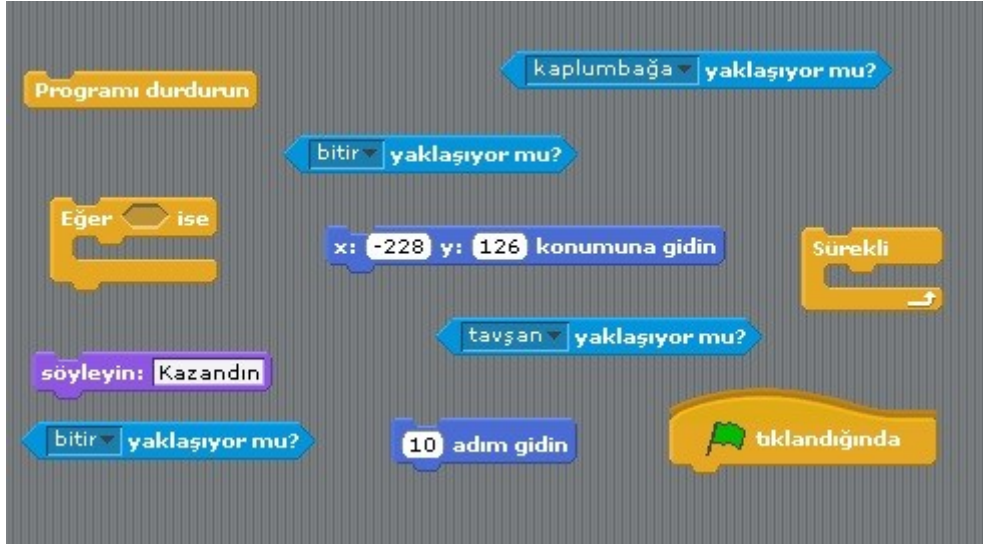 kaplumbağa yaklaşıyor mu?
Programı durdurun
bitir yaklaşıyor mu?
Eğer ise
x: -228 y: 126 konumuna gidin
Sürekli
tavşan yaklaşıyor mu?
söyleyin: Kazandın
bitir yaklaşıyor mu?
10 adım gidin
tıklandığında